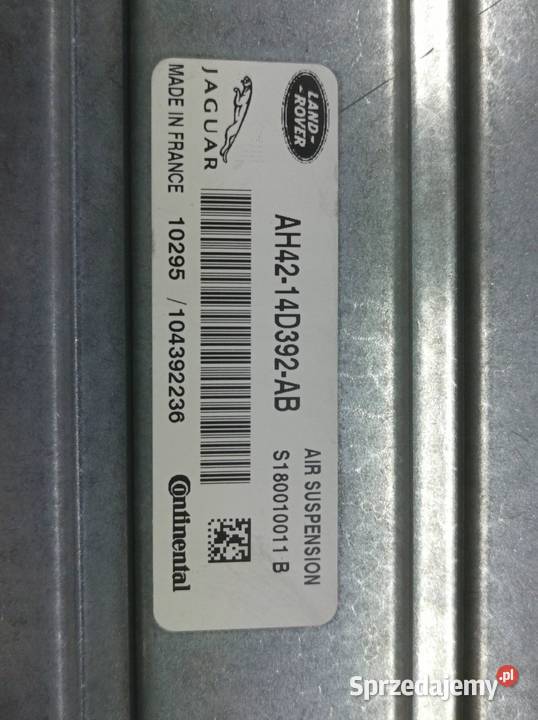 LAND-
-ROVER
AH42-14D392-AB
AIR SUSPENSION
S180010011 B
JAGUAR
MADE IN FRANCE 10295 /104392236
Continental
Sprzedajemy.pl